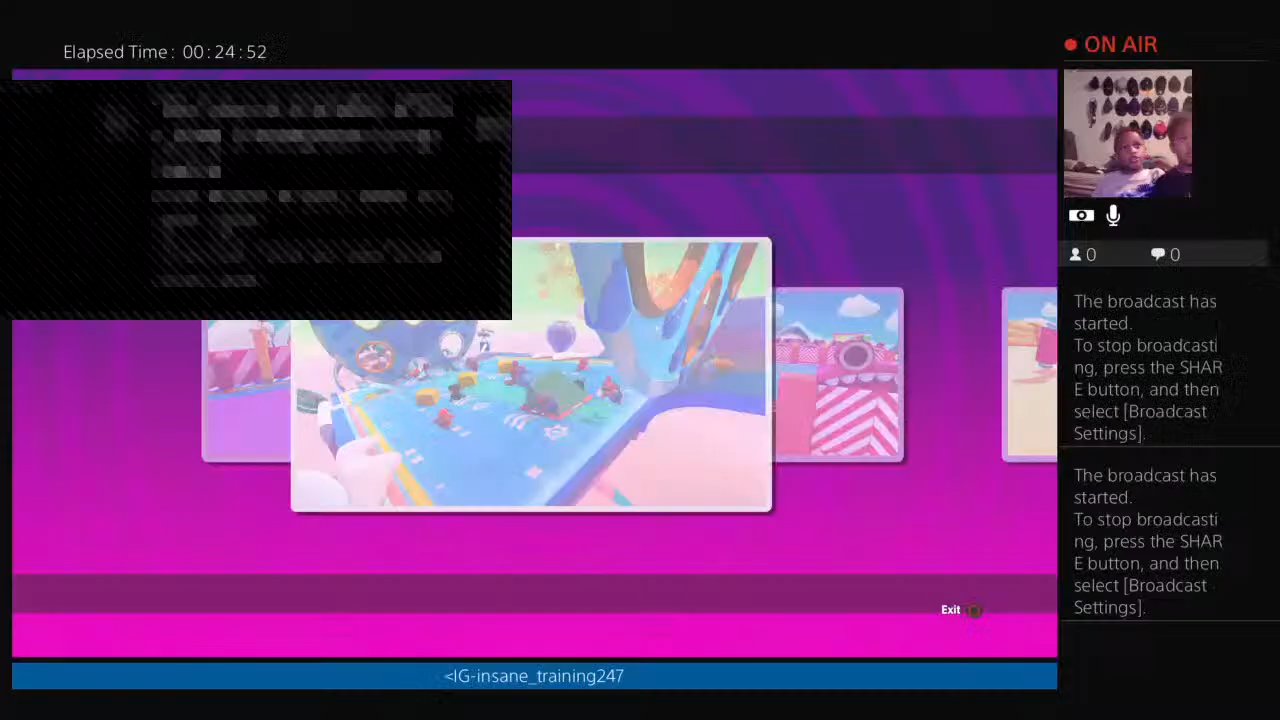 Elapsed Time: 00:24:52
ON AIR
0 0
The broadcast has
started.
To stop broadcasti
ng, press the SHAR
E button, and then
select [Broadcast
Settings].
The broadcast has
started.
To stop broadcasti
ng, press the SHAR
E button, and then
select [Broadcast
Settings].
Exit
<IG-insane_training247